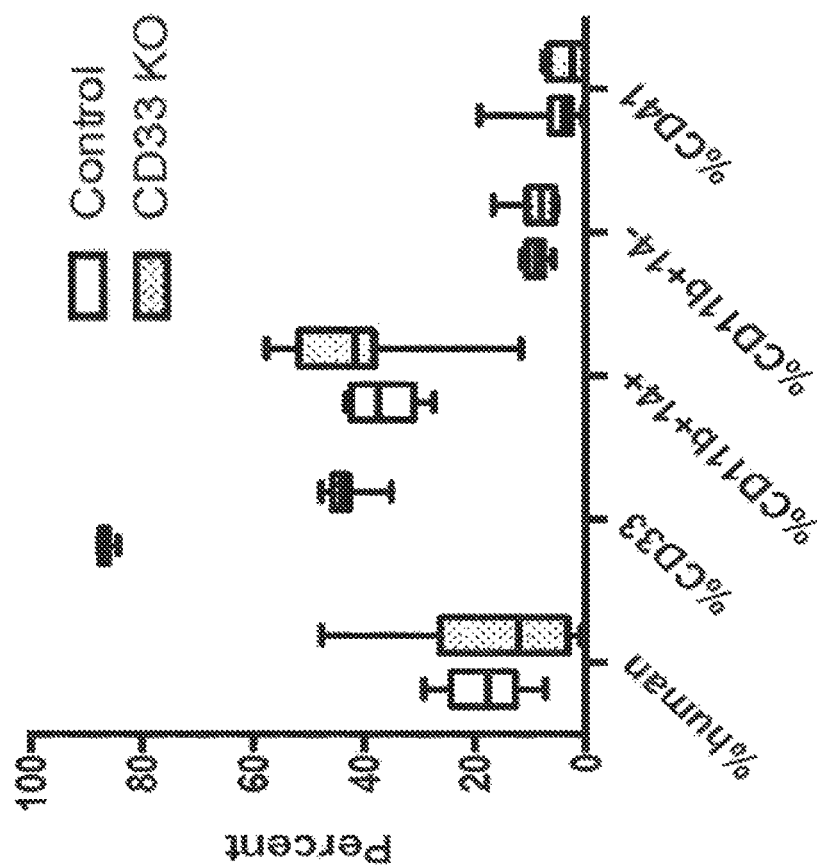 Control
CD33 KO
Percent
100
80
60
40
20
0
%human
%CD33
%CD11b+14+
%CD11b+14-
%CD41